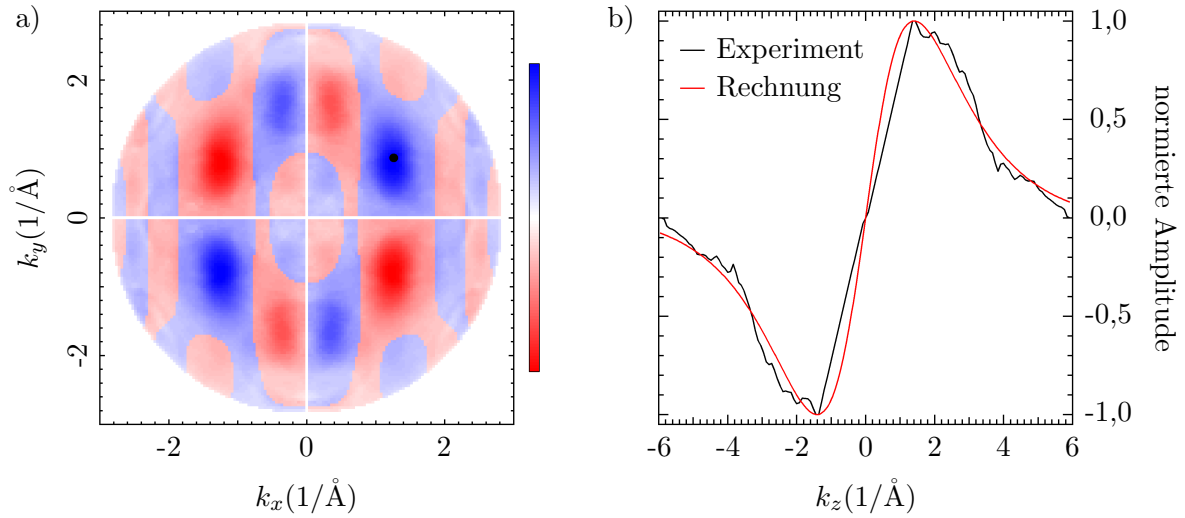 a)
2
0
-2
k_y(1/Å)
-2
0
2
k_x(1/Å)
b)
Experiment
Rechnung
1,0
0,5
0,0
-0,5
-1,0
normierte Amplitude
-6
-4
-2
0
2
4
6
k_z(1/Å)